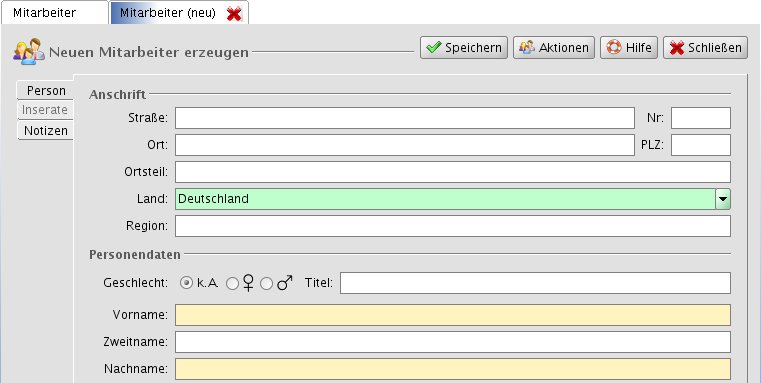 Mitarbeiter Mitarbeiter (neu)
Neuen Mitarbeiter erzeugen Speichern Aktionen Hilfe Schließen
Person
Inserate
Notizen
Anschrift
Straße: Nr:
Ort: PLZ:
Ortsteil:
Land: Deutschland
Region:
Personendaten
Geschlecht: k.A. ♀ ♂ Titel:
Vorname:
Zweitname:
Nachname: